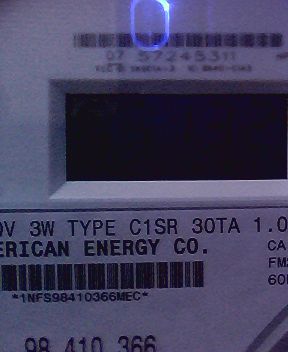 07 57245311
0V 3W TYPE C1SR 30TA 1.0
ERICAN ENERGY CO.
CA
FM
60
*1NFS98410366MEC*
98 410 366